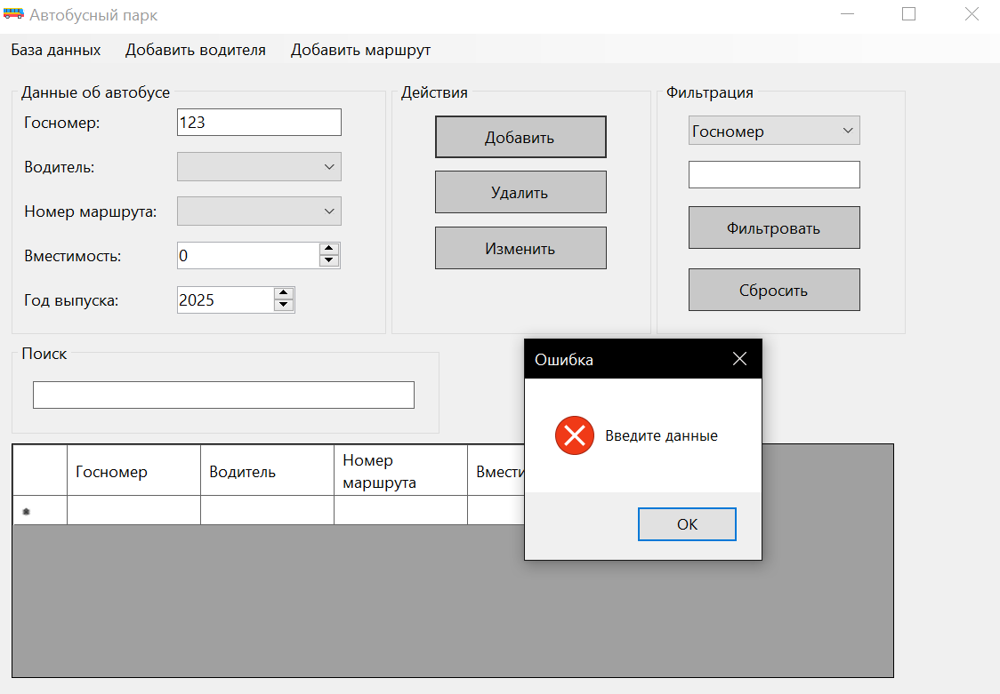 Автобусный парк
База данных Добавить водителя Добавить маршрут
Данные об автобусе
Госномер: 123
Водитель:
Номер маршрута:
Вместимость: 0
Год выпуска: 2025
Действия
Добавить
Удалить
Изменить
Фильтрация
Госномер
Фильтровать
Сбросить
Поиск
Ошибка
Введите данные
OK
Госномер Водитель Номер маршрута Вмести